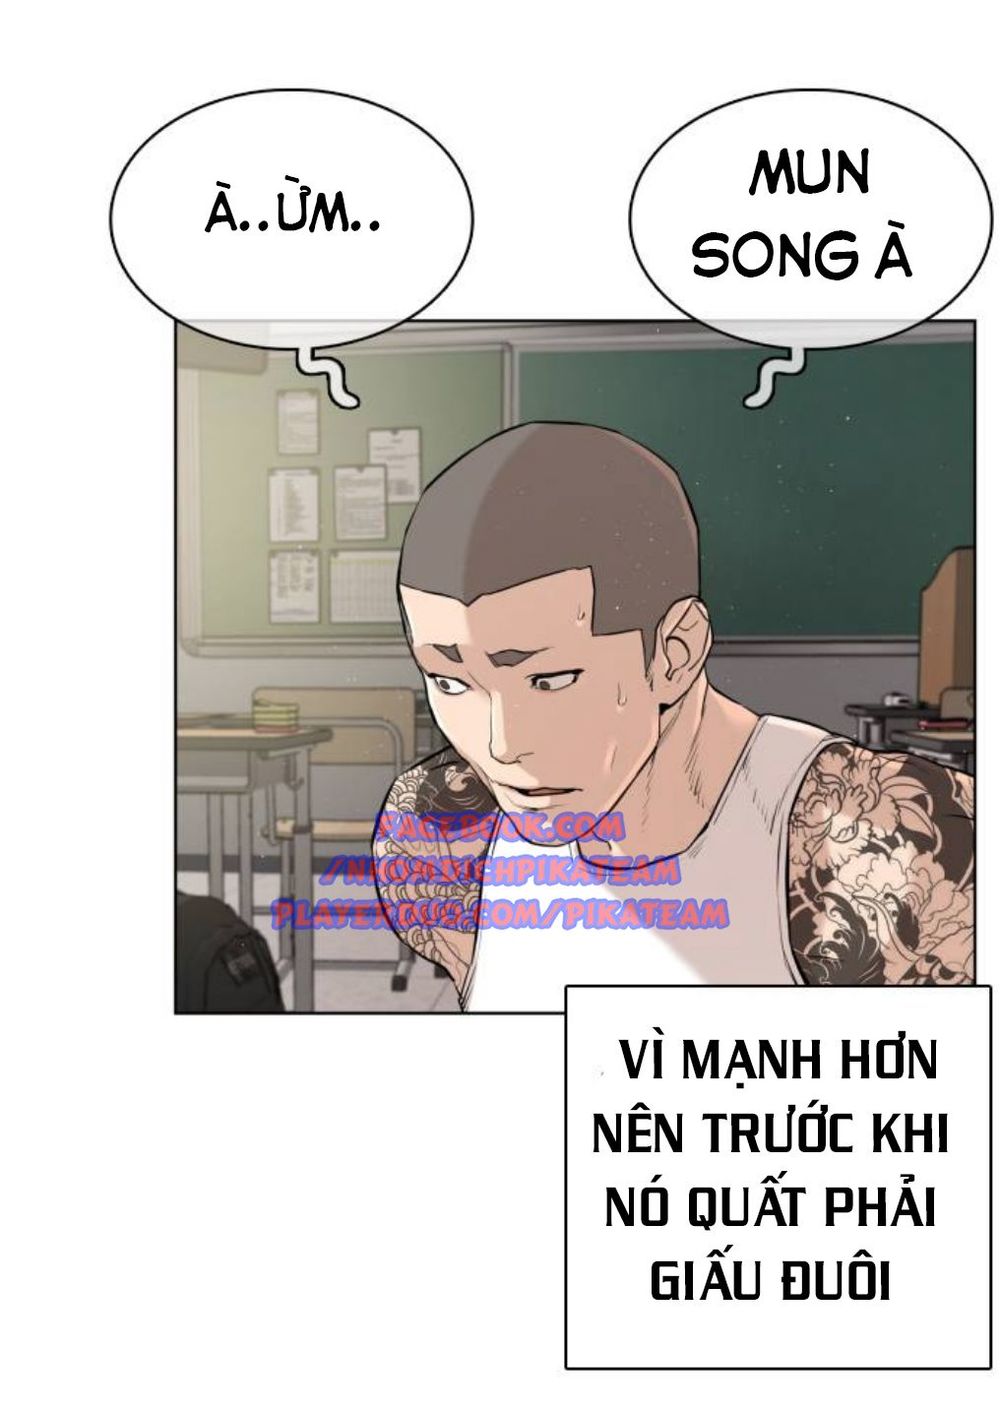 À..ỪM..
MUN
SONG À
FACEBOOK.COM
/NHOMDICHPIKATEAM
PLAYERDUO.COM/PIKATEAM
VÌ MẠNH HƠN
NÊN TRƯỚC KHI
NÓ QUẤT PHẢI
GIẤU ĐUÔI